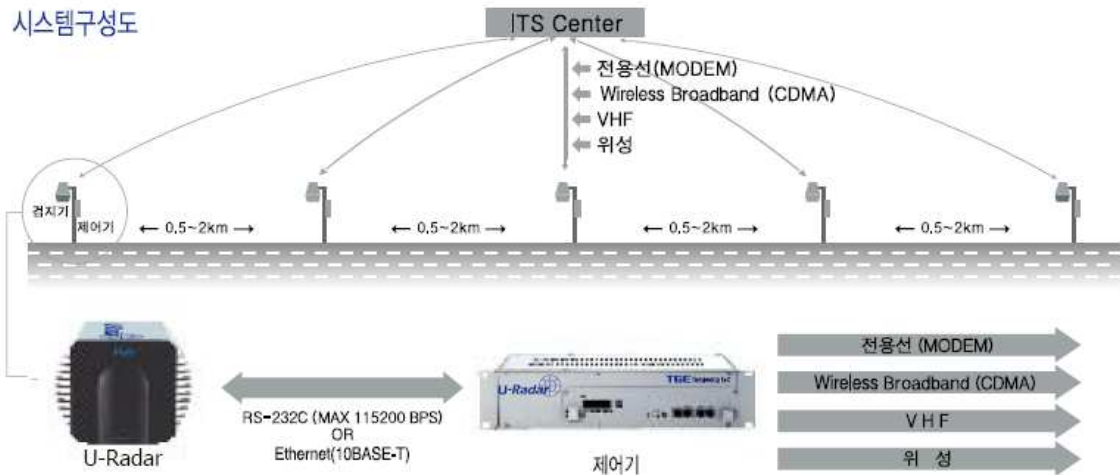 시스템구성도
ITS Center
전용선(MODEM)
Wireless Broadband (CDMA)
VHF
위성
검지기
제어기
← 0.5~2km →
← 0.5~2km →
← 0.5~2km →
← 0.5~2km →
전용선 (MODEM)
Wireless Broadband (CDMA)
V H F
위 성
RS-232C (MAX 115200 BPS)
OR
Ethernet(10BASE-T)
U-Radar
U-Radar
TGE
제어기